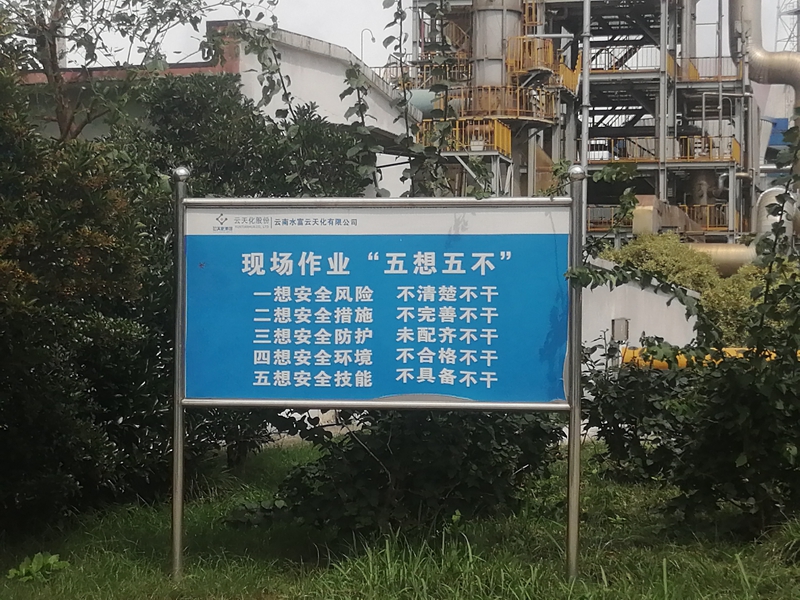 云天化股份 云南水富云天化有限公司
现场作业“五想五不”
一想安全风险 不清楚不干
二想安全措施 不完善不干
三想安全防护 未配齐不干
四想安全环境 不合格不干
五想安全技能 不具备不干